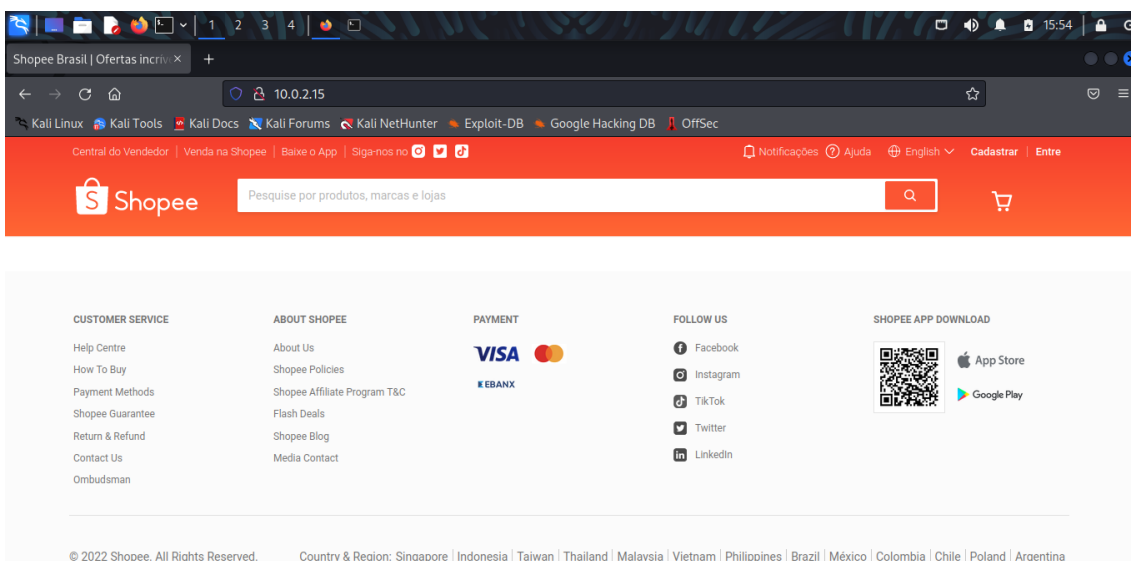 1 2 3 4 15:54
Shopee Brasil | Ofertas incrív
10.0.2.15
Kali Linux Kali Tools Kali Docs Kali Forums Kali NetHunter Exploit-DB Google Hacking DB OffSec
Central do Vendedor | Venda na Shopee | Baixe o App | Siga-nos no Notificações Ajuda English Cadastrar | Entre
Shopee Pesquise por produtos, marcas e lojas
CUSTOMER SERVICE
Help Centre
How To Buy
Payment Methods
Shopee Guarantee
Return & Refund
Contact Us
Ombudsman
ABOUT SHOPEE
About Us
Shopee Policies
Shopee Affiliate Program T&C
Flash Deals
Shopee Blog
Media Contact
PAYMENT
VISA
EBANX
FOLLOW US
Facebook
Instagram
TikTok
Twitter
LinkedIn
SHOPEE APP DOWNLOAD
App Store
Google Play
© 2022 Shopee. All Rights Reserved. Country & Region: Singapore | Indonesia | Taiwan | Thailand | Malaysia | Vietnam | Philippines | Brazil | México | Colombia | Chile | Poland | Argentina